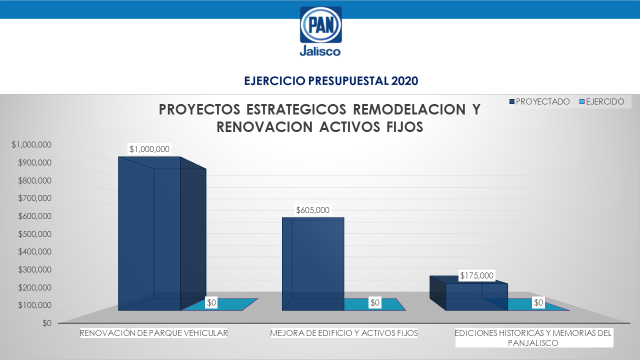 PAN
Jalisco
EJERCICIO PRESUPUESTAL 2020
PROYECTOS ESTRATEGICOS REMODELACION Y
RENOVACION ACTIVOS FIJOS
PROYECTADO EJERCIDO
$1,000,000
$900,000
$800,000
$700,000
$600,000
$500,000
$400,000
$300,000
$200,000
$100,000
$0
$1,000,000
$605,000
$175,000
$0
$0
$0
RENOVACIÓN DE PARQUE VEHICULAR
MEJORA DE EDIFICIO Y ACTIVOS FIJOS
EDICIONES HISTORICAS Y MEMORIAS DEL
PANJALISCO